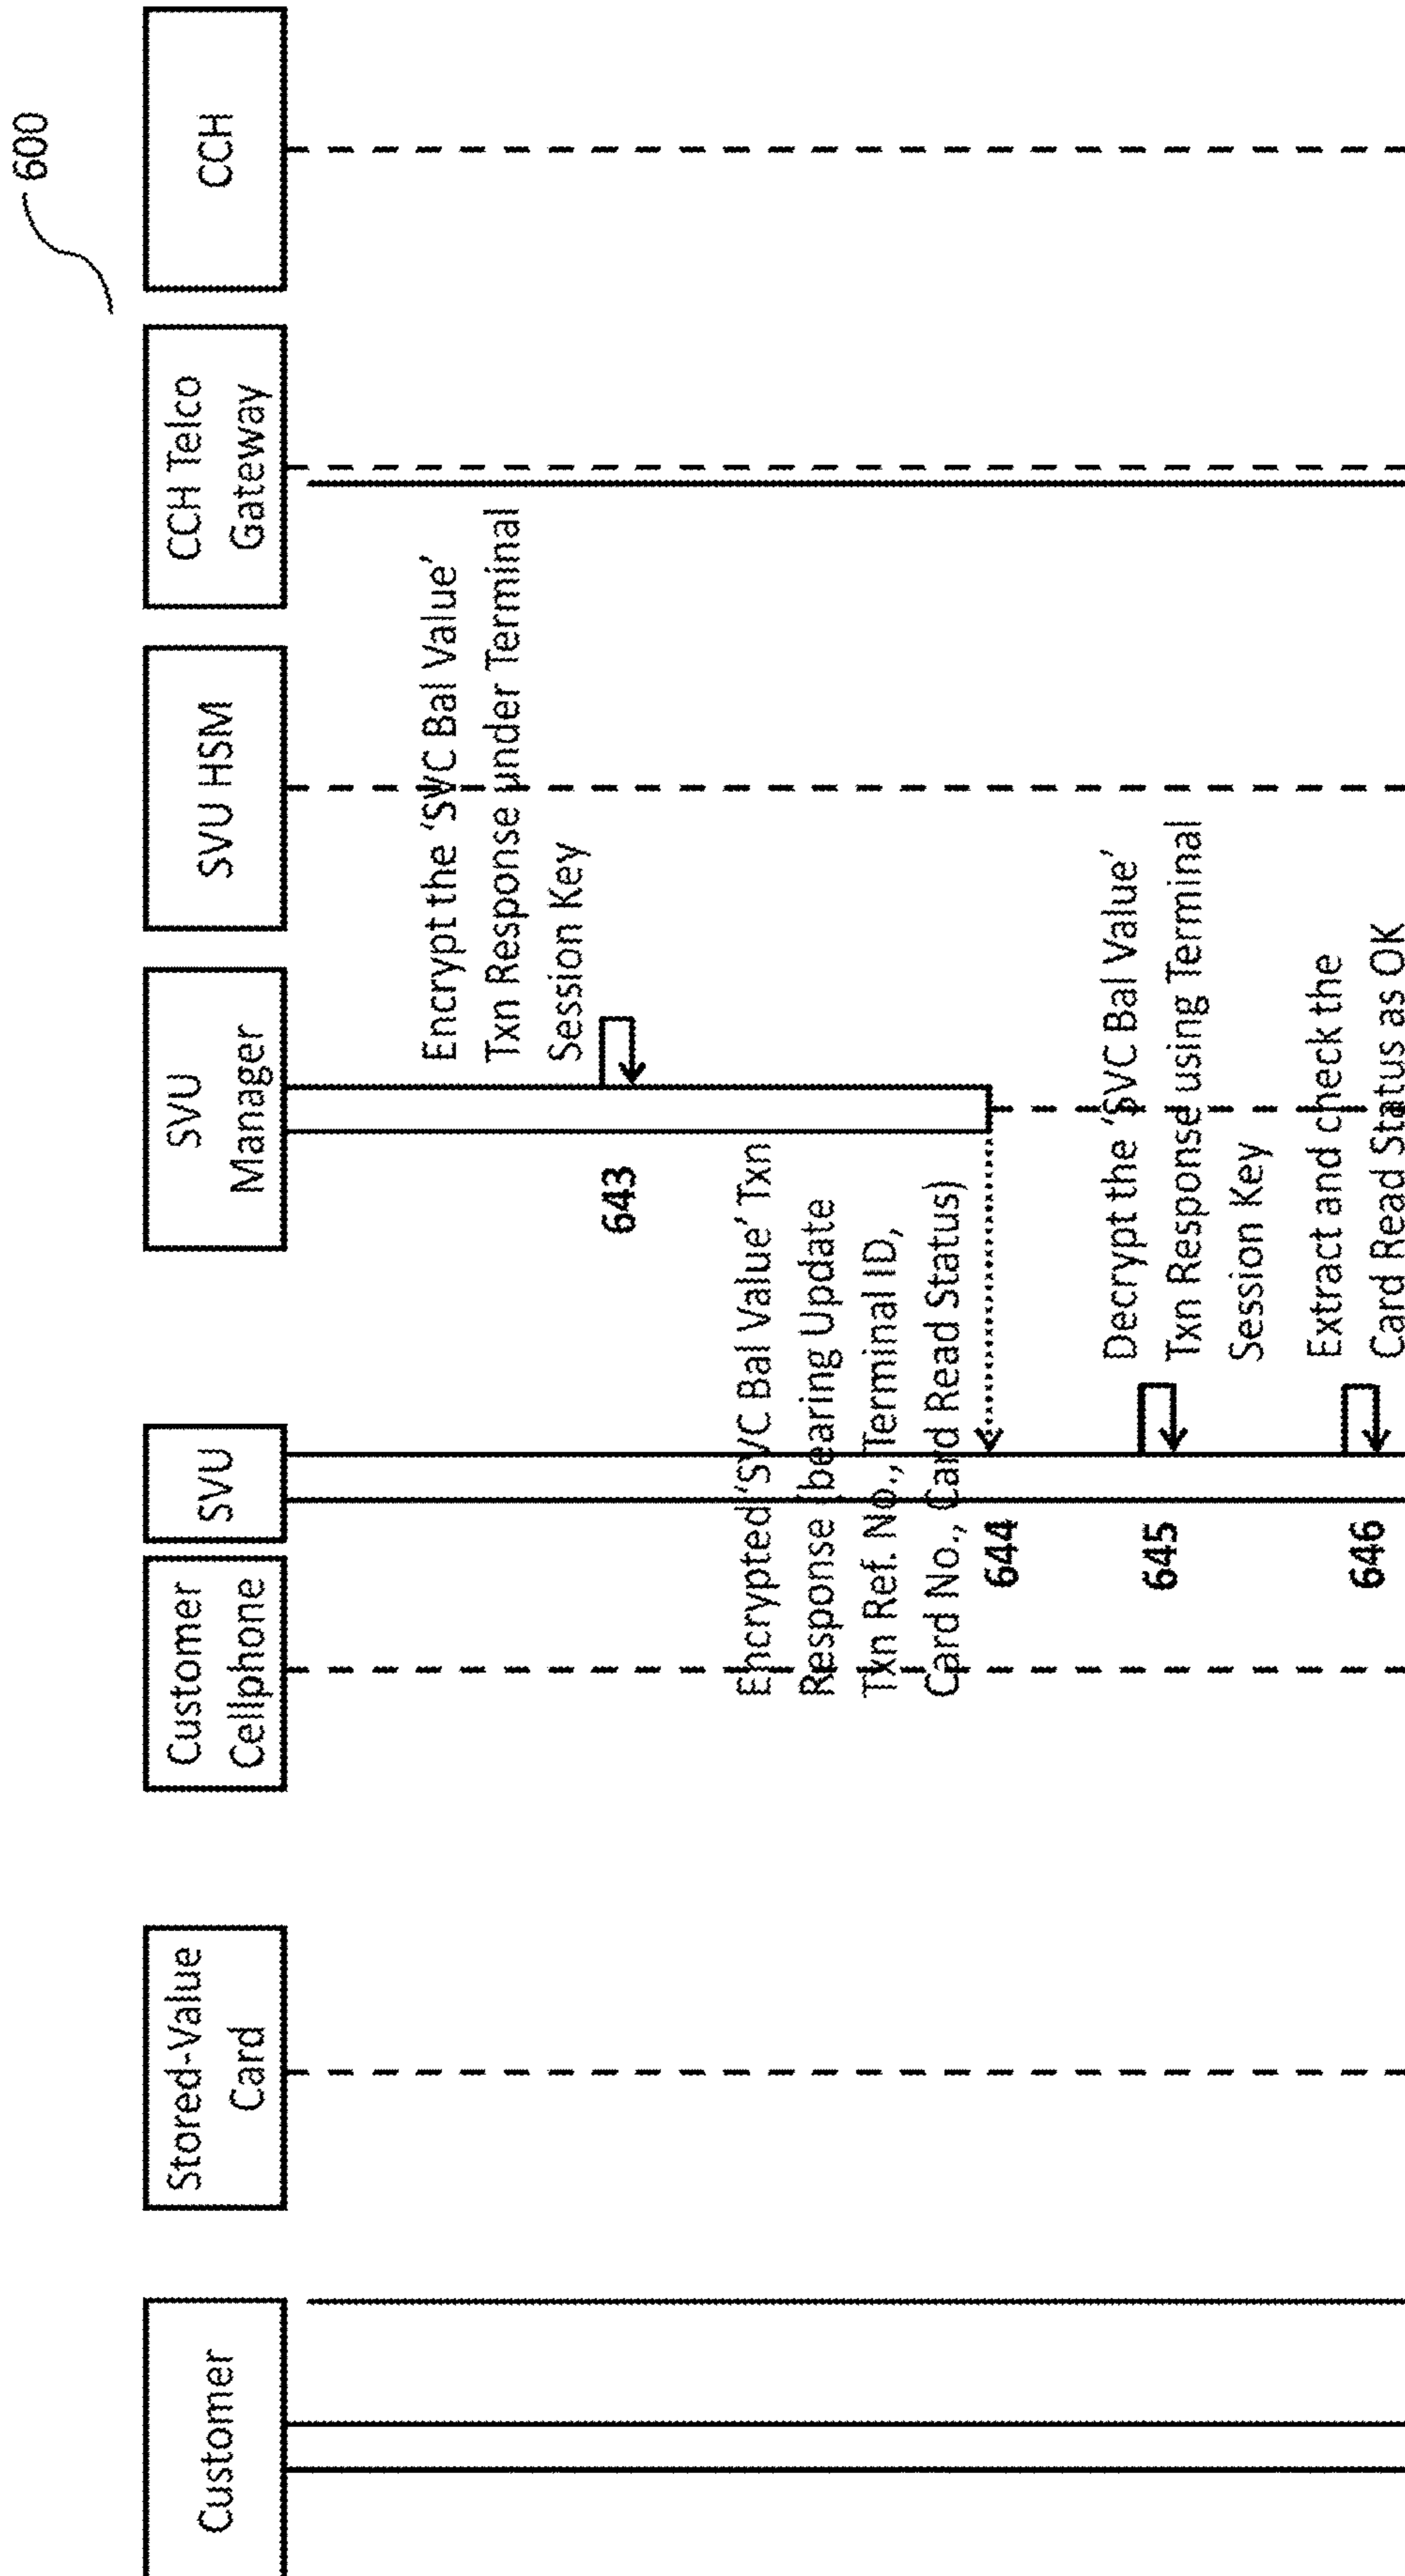 600
Customer
Stored-Value
Card
Customer
Cellphone
SVU
SVU
Manager
SVU HSM
CCH Telco
Gateway
CCH
Encrypt the ‘SVC Bal Value’
Txn Response under Terminal
Session Key
643
Encrypted ‘SVC Bal Value’ Txn
Response (bearing Update
Txn Ref. No., Terminal ID,
Card No., Card Read Status)
644
Decrypt the ‘SVC Bal Value’
Txn Response using Terminal
Session Key
645
Extract and check the
Card Read Status as OK
646